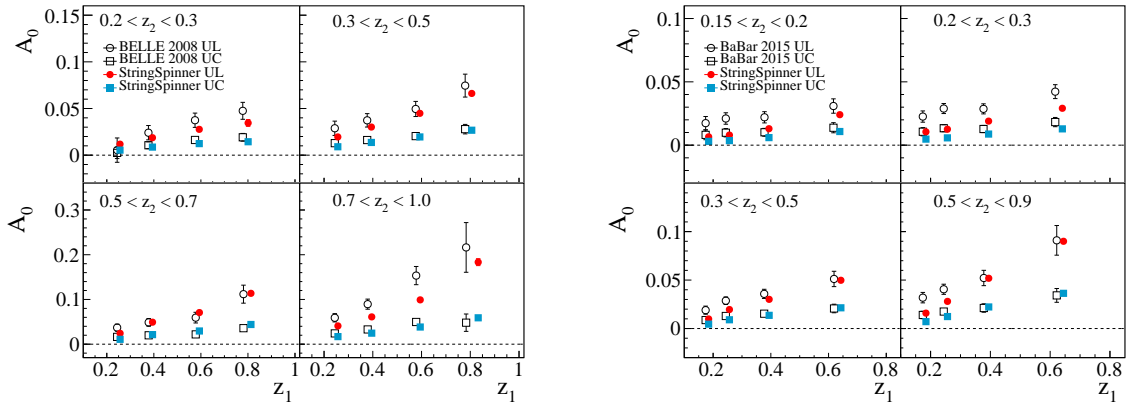 0.2 < z2 < 0.3
0.3 < z2 < 0.5
A0
0.15
0.1
0.05
0
BELLE 2008 UL
BELLE 2008 UC
StringSpinner UL
StringSpinner UC
0.5 < z2 < 0.7
0.7 < z2 < 1.0
A0
0.3
0.2
0.1
0
0.2 0.4 0.6 0.8 1 0.2 0.4 0.6 0.8 1
z1
z1
0.15 < z2 < 0.2
0.2 < z2 < 0.3
A0
0.1
0.05
0
BaBar 2015 UL
BaBar 2015 UC
StringSpinner UL
StringSpinner UC
0.3 < z2 < 0.5
0.5 < z2 < 0.9
A0
0.1
0.05
0
0.2 0.4 0.6 0.8 0.2 0.4 0.6 0.8
z1
z1